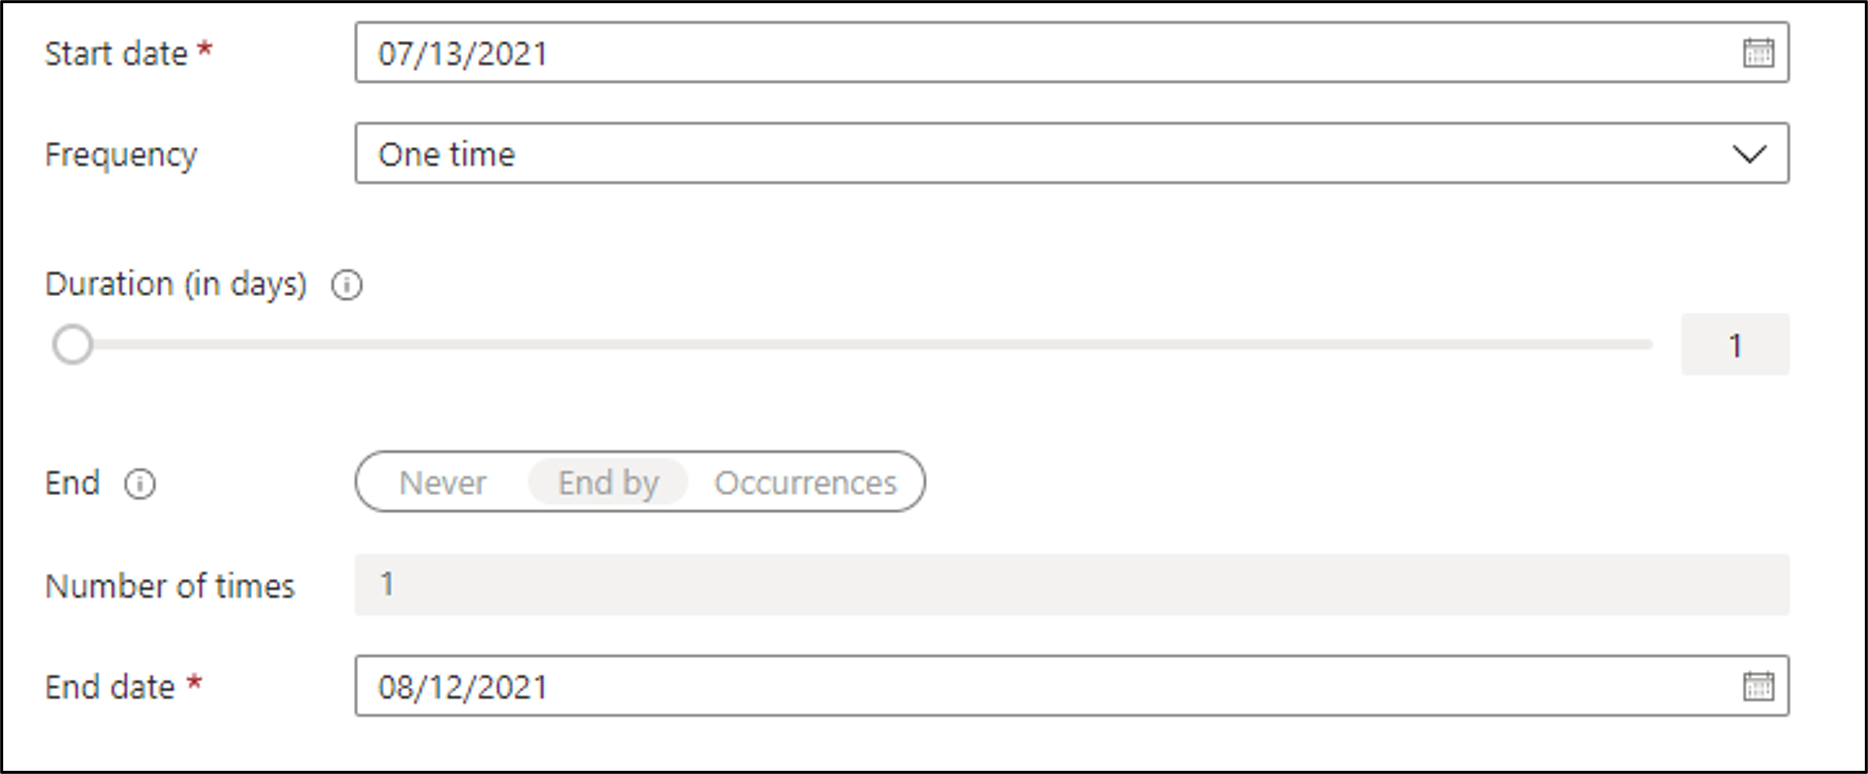 Start date *
07/13/2021
Frequency
One time
Duration (in days)
1
End
Never End by Occurrences
Number of times
1
End date *
08/12/2021